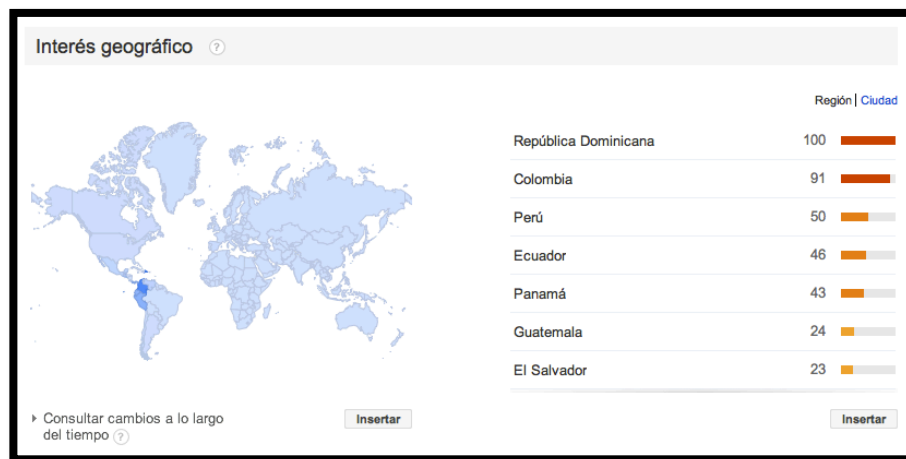 Interés geográfico ?
Región | Ciudad
República Dominicana 100
Colombia 91
Perú 50
Ecuador 46
Panamá 43
Guatemala 24
El Salvador 23
Consultar cambios a lo largo
del tiempo ?
Insertar
Insertar